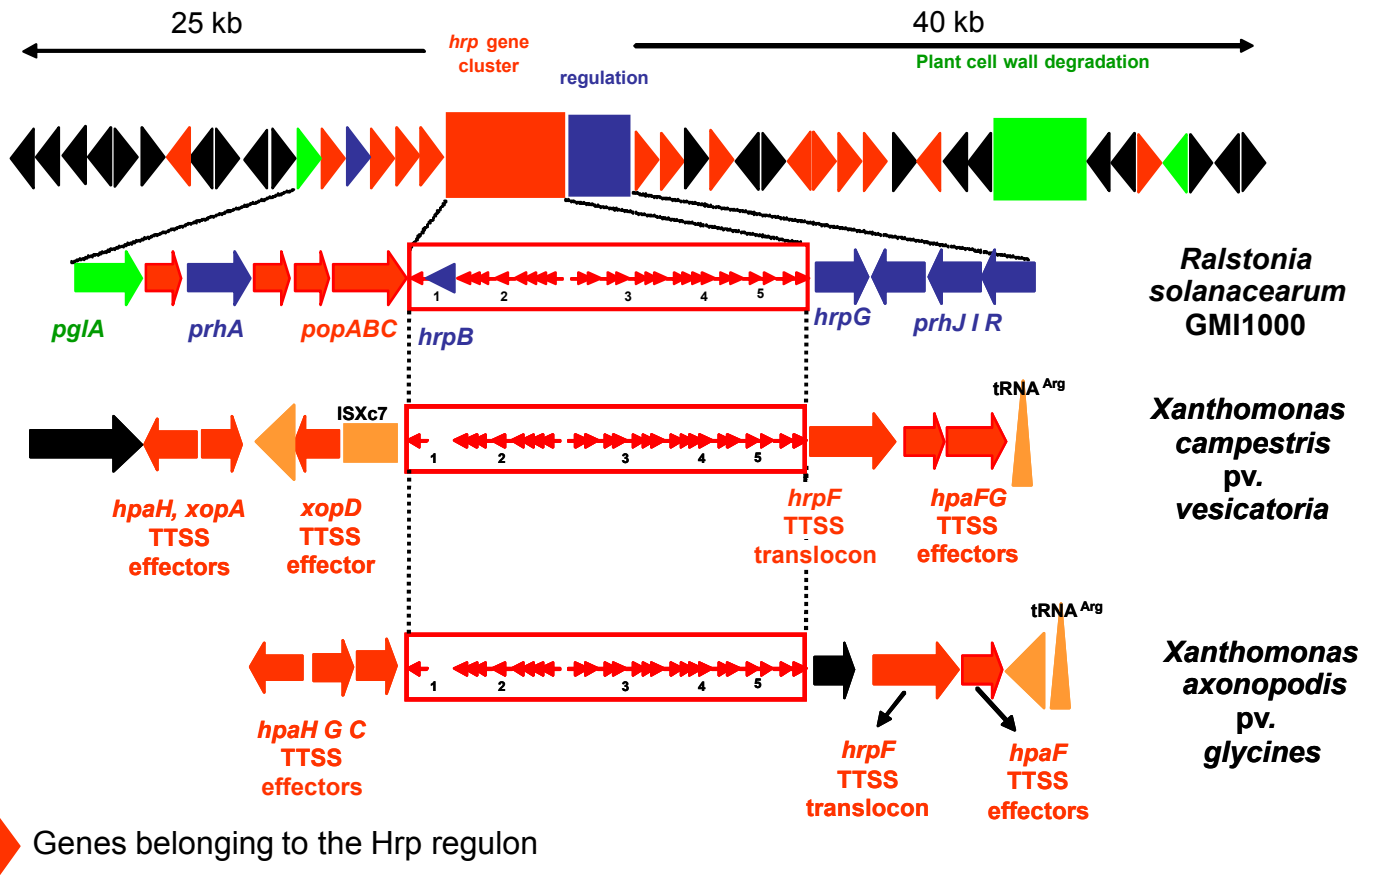 25 kb
40 kb
hrp gene
cluster
regulation
Plant cell wall degradation
pglA
prhA
popABC
hrpB
1
2
3
4
5
hrpG
prhJ I R
Ralstonia
solanacearum
GMI1000
ISXc7
tRNA Arg
1
2
3
4
5
hpaH, xopA
TTSS
effectors
xopD
TTSS
effector
hrpF
TTSS
translocon
hpaFG
TTSS
effectors
Xanthomonas
campestris
pv.
vesicatoria
tRNA Arg
1
2
3
4
5
hpaH G C
TTSS
effectors
hrpF
TTSS
translocon
hpaF
TTSS
effectors
Xanthomonas
axonopodis
pv.
glycines
Genes belonging to the Hrp regulon